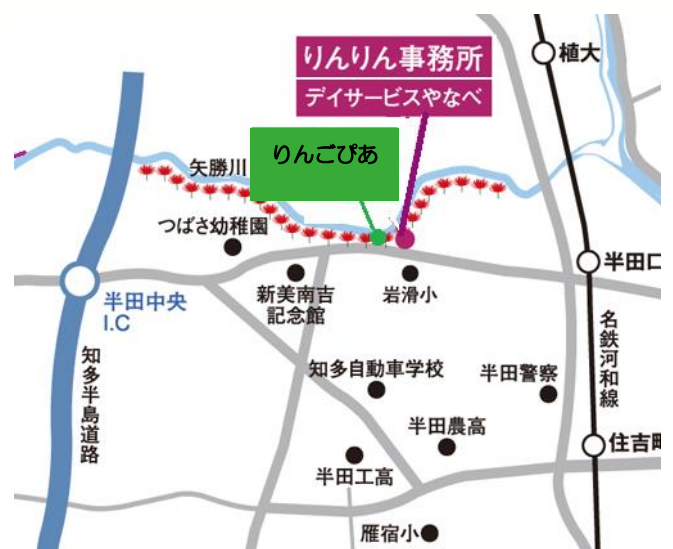 りんりん事務所
デイサービスやなべ
植大
りんごぴあ
矢勝川
つばさ幼稚園
半田中央
I.C
新美南吉
記念館
岩滑小
半田口
名鉄河和線
知多半島道路
知多自動車学校
半田警察
半田農高
住吉町
半田工高
雁宿小